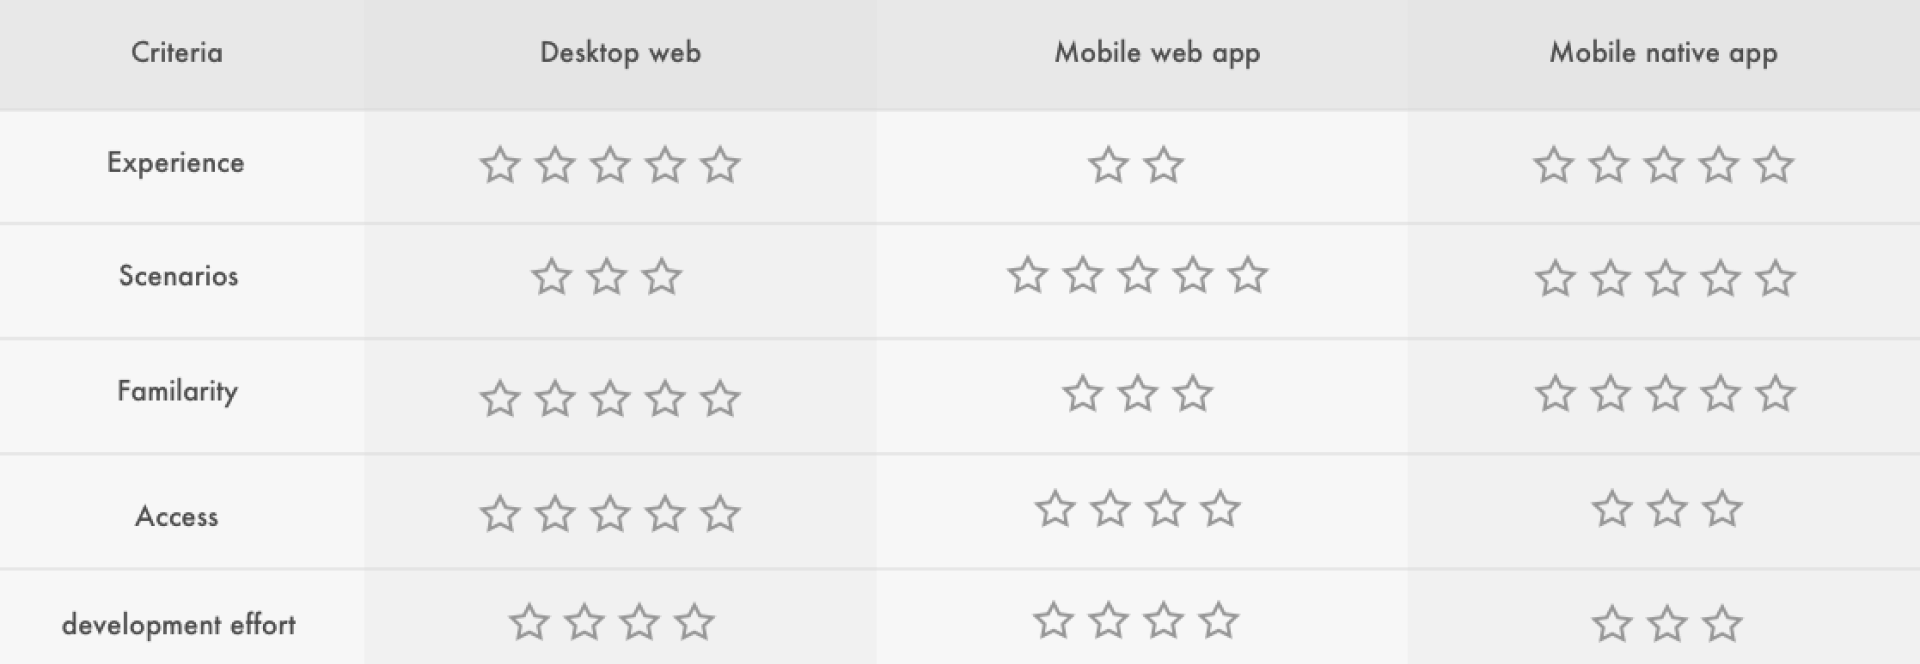 Criteria Desktop web Mobile web app Mobile native app
Experience
Scenarios
Familarity
Access
development effort